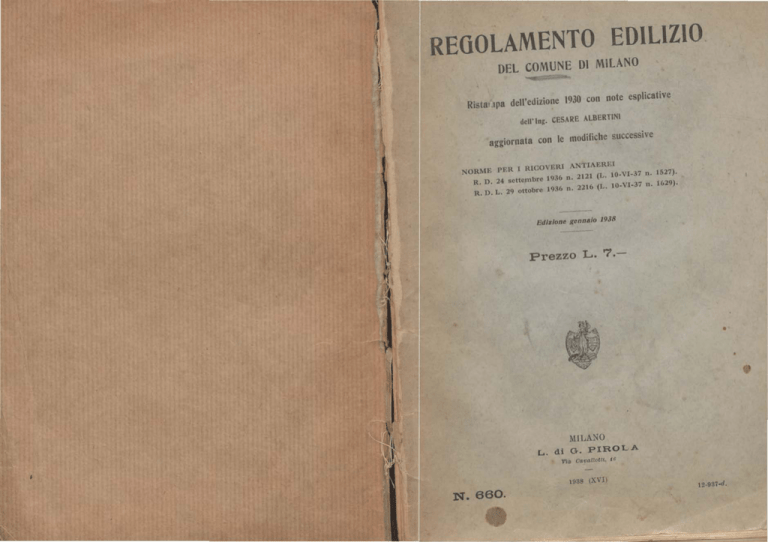 REGOLAMENTO EDILIZIO
DEL COMUNE DI MILANO
Ristampa dell'edizione 1930 con note esplicative
dell'Ing. CESARE ALBERTINI
aggiornata con le modifiche successive
NORME PER I RICOVERI ANTIAEREI
R. D. 24 settembre 1936 n. 2121 (L. 10-VI-37 n. 1527).
R. D. L. 29 ottobre 1936 n. 2216 (L. 10-VI-37 n. 1629).
Edizione gennaio 1938
Prezzo L. 7.—
MILANO
L. di G. PIROLA
Via Cavallotti,
1938 (XVI)
N. 660.
12-937-d.